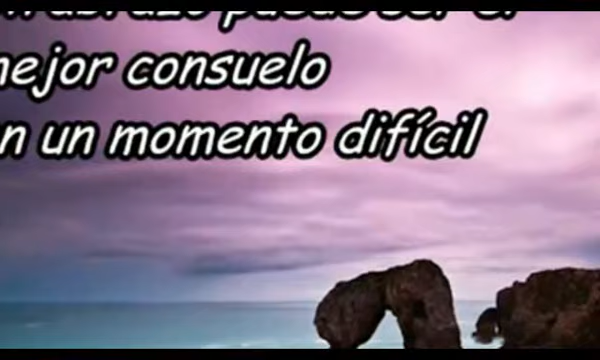 abrazo puede ser el
mejor consuelo
n un momento difícil